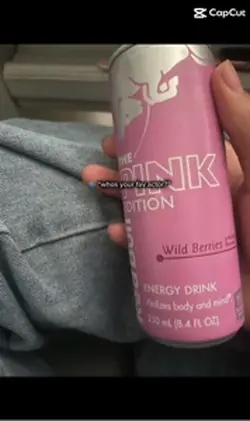 CapCut
THE
PINK
"whos your fav actor?"
EDITION
Wild Berries
ENERGY DRINK
Vitalizes body and mind®
250 mL (8.4 FL OZ)